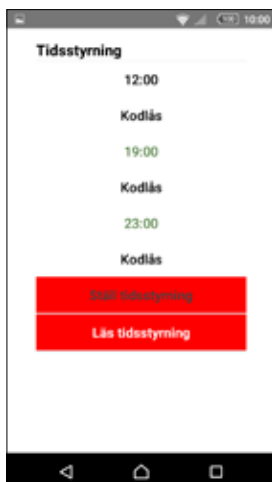 10:00
Tidsstyrning
12:00
Kodlås
19:00
Kodlås
23:00
Kodlås
Ställ tidsstyrning
Läs tidsstyrning